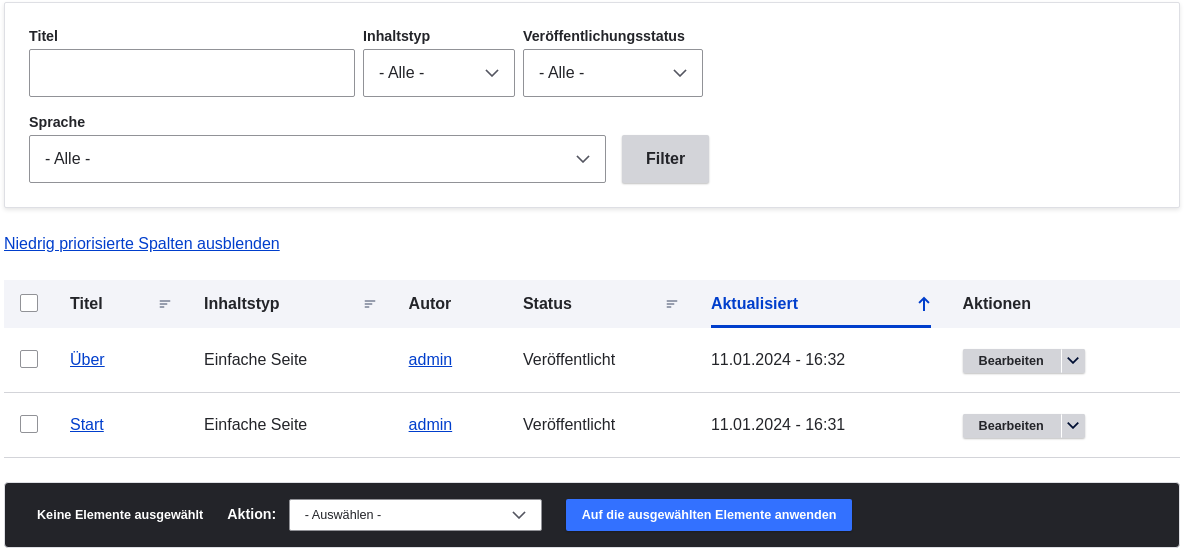 Titel Inhaltstyp Veröffentlichungsstatus
- Alle - - Alle -
Sprache
- Alle - Filter
Niedrig priorisierte Spalten ausblenden
Titel Inhaltstyp Autor Status Aktualisiert Aktionen
Über Einfache Seite admin Veröffentlicht 11.01.2024 - 16:32 Bearbeiten
Start Einfache Seite admin Veröffentlicht 11.01.2024 - 16:31 Bearbeiten
Keine Elemente ausgewählt Aktion: - Auswählen - Auf die ausgewählten Elemente anwenden